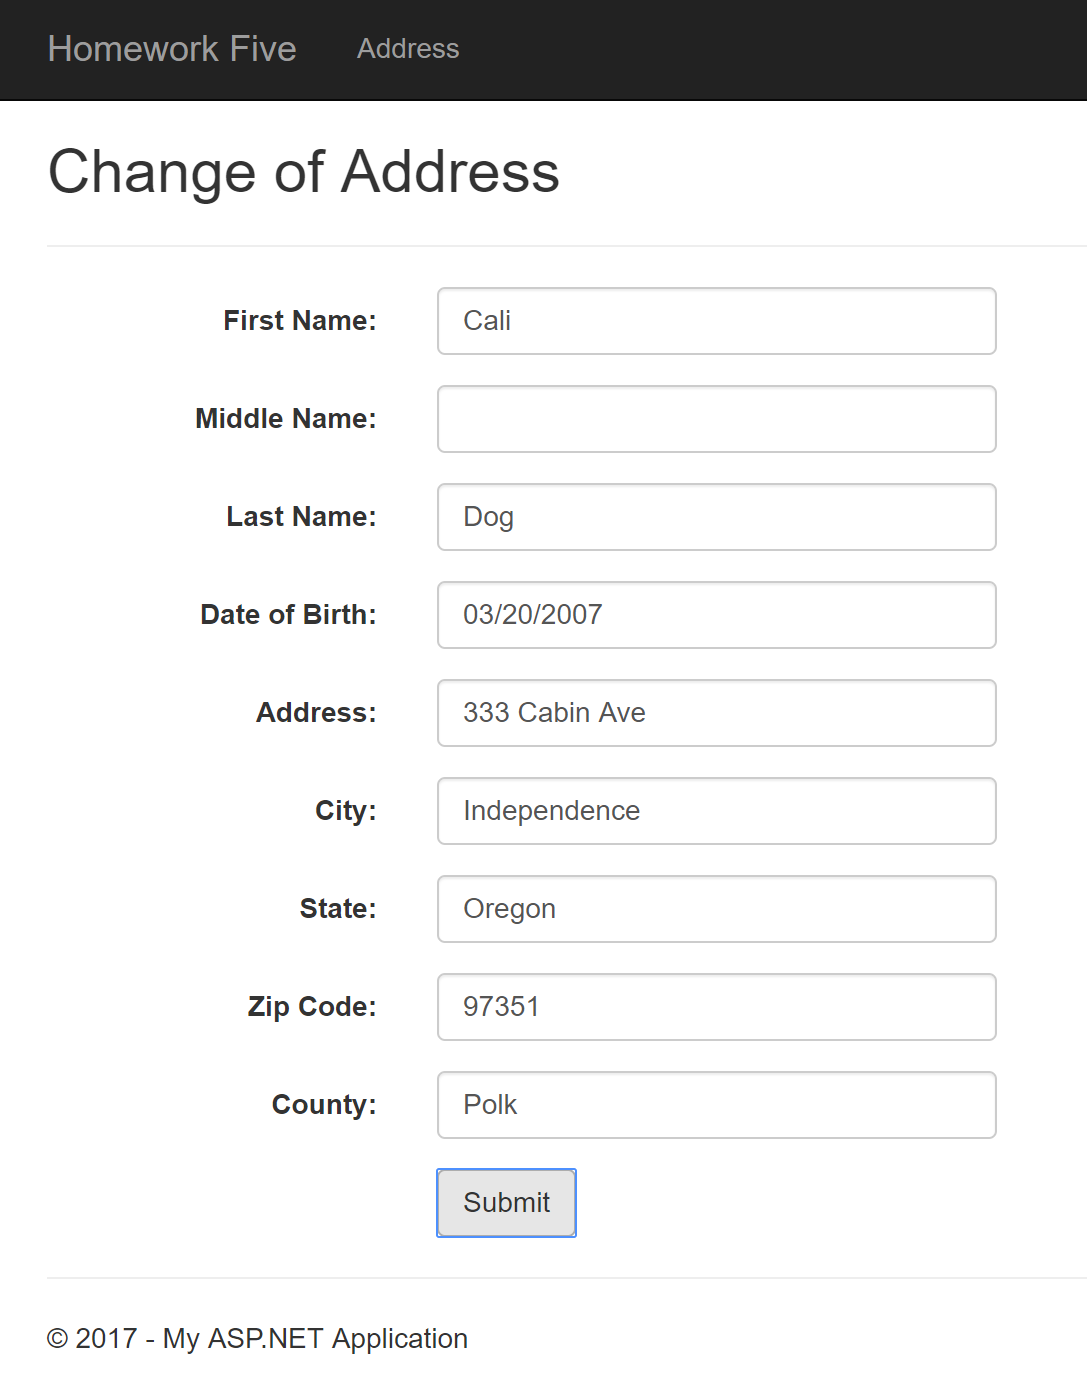 Homework Five Address
Change of Address
First Name: Cali
Middle Name:
Last Name: Dog
Date of Birth: 03/20/2007
Address: 333 Cabin Ave
City: Independence
State: Oregon
Zip Code: 97351
County: Polk
Submit
© 2017 - My ASP.NET Application